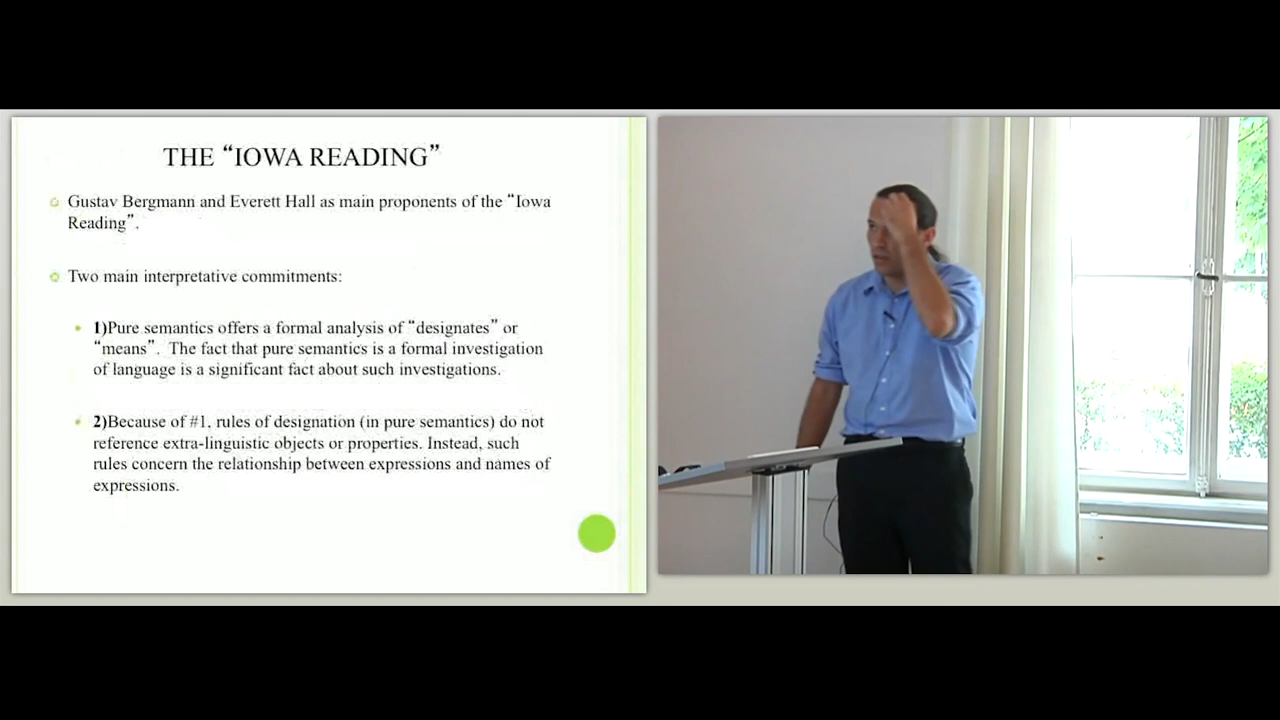 THE “IOWA READING”
Gustav Bergmann and Everett Hall as main proponents of the “Iowa
Reading”.
Two main interpretative commitments:
1)Pure semantics offers a formal analysis of “designates” or
“means”.  The fact that pure semantics is a formal investigation
of language is a significant fact about such investigations.
2)Because of #1, rules of designation (in pure semantics) do not
reference extra-linguistic objects or properties. Instead, such
rules concern the relationship between expressions and names of
expressions.